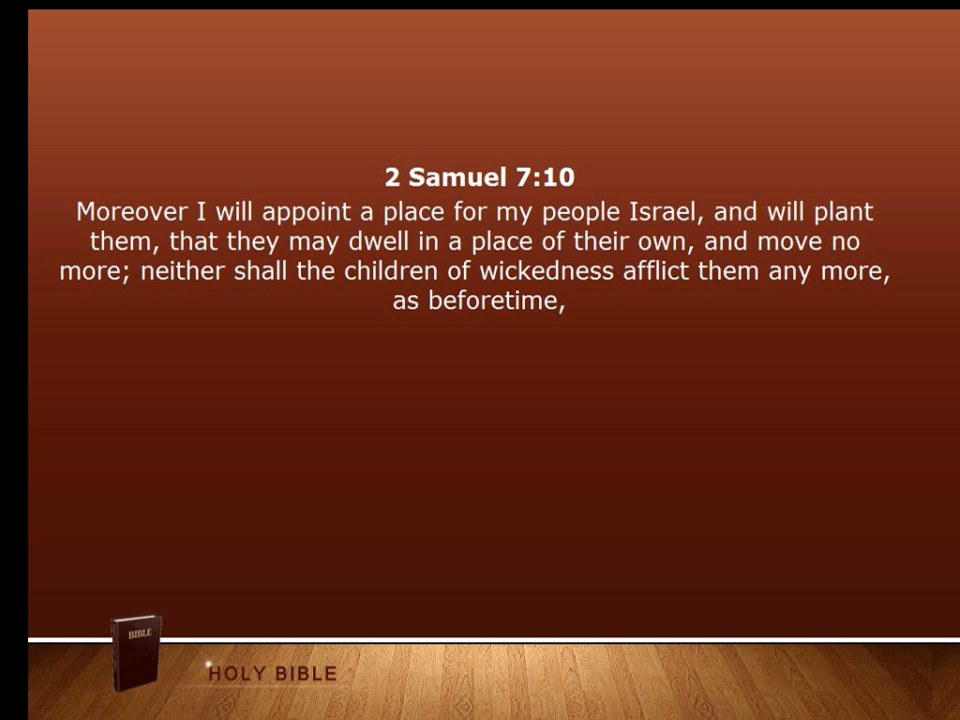 2 Samuel 7:10
Moreover I will appoint a place for my people Israel, and will plant
them, that they may dwell in a place of their own, and move no
more; neither shall the children of wickedness afflict them any more,
as beforetime,
BIBLE
HOLY BIBLE